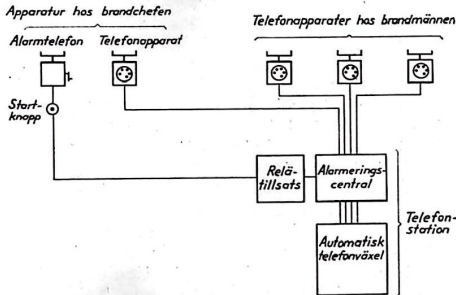 Apparatur hos brandchefen
Telefonapparater hos brandmännen
Alarmtelefon
Telefonapparat
Start-
knapp
Relä-
tillsats
Alarmerings-
central
Telefon-
station
Automatisk
telefonväxel